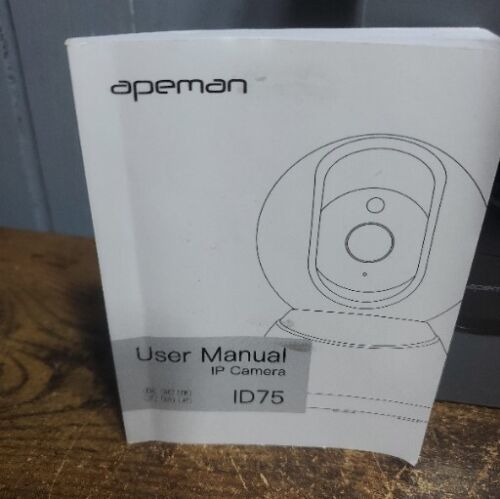 apeman
User Manual
IP Camera
ID75